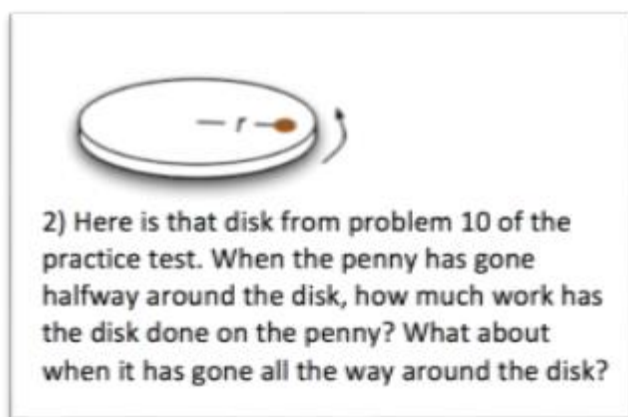 r
2) Here is that disk from problem 10 of the
practice test. When the penny has gone
halfway around the disk, how much work has
the disk done on the penny? What about
when it has gone all the way around the disk?